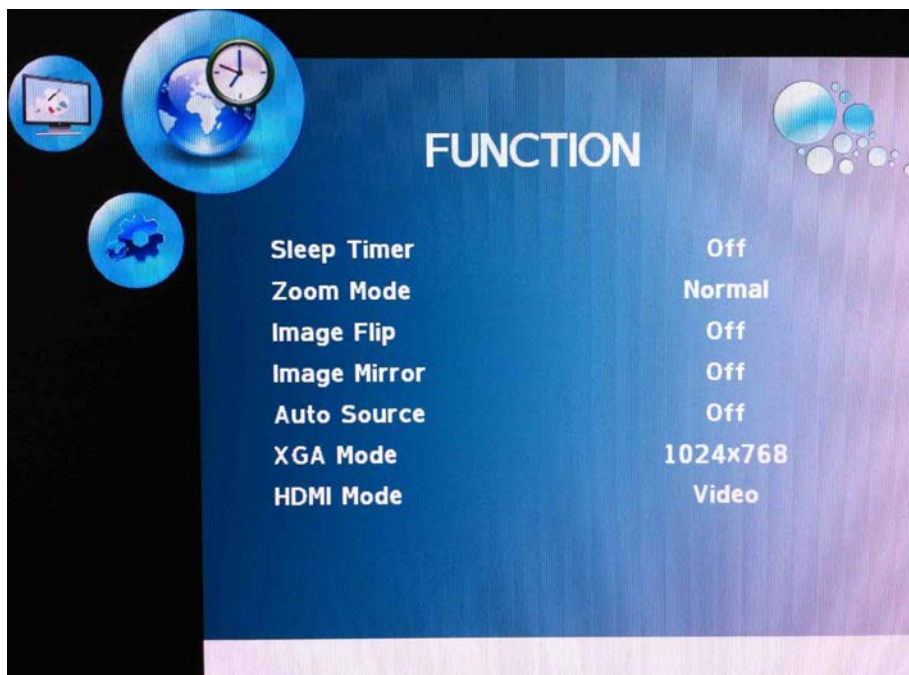 FUNCTION
Sleep Timer Off
Zoom Mode Normal
Image Flip Off
Image Mirror Off
Auto Source Off
XGA Mode 1024x768
HDMI Mode Video